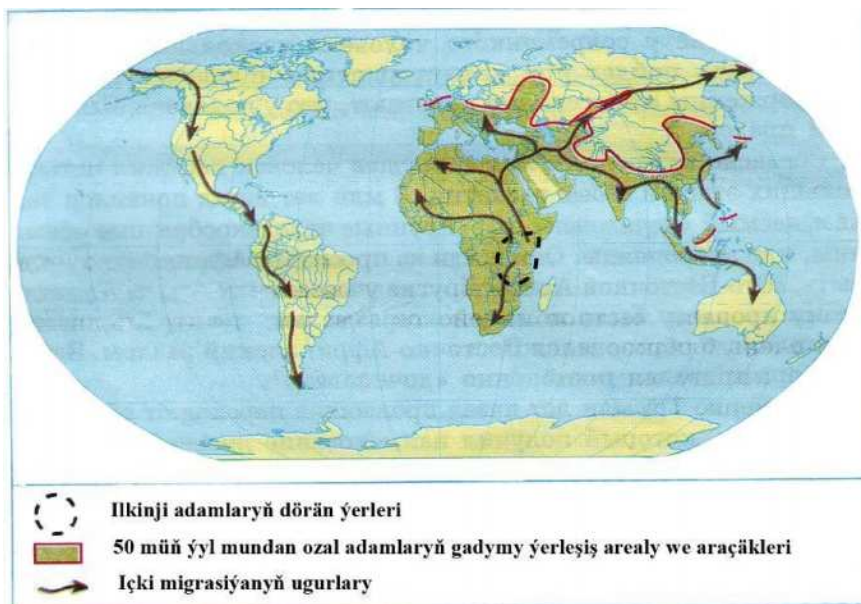 Ilkinji adamlaryň dörän ýerleri
50 müň ýyl mundan ozal adamlaryň gadymy ýerleşiş arealy we araçäkleri
Içki migrasiýanyň ugurlary